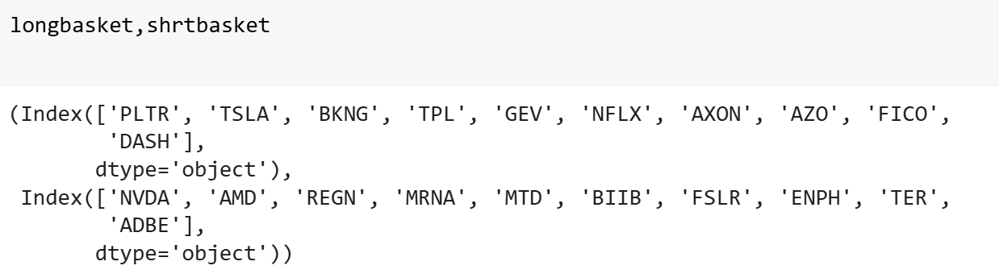 longbasket,shrtbasket
(Index(['PLTR', 'TSLA', 'BKNG', 'TPL', 'GEV', 'NFLX', 'AXON', 'AZO', 'FICO',
'DASH'],
dtype='object'),
Index(['NVDA', 'AMD', 'REGN', 'MRNA', 'MTD', 'BIIB', 'FSLR', 'ENPH', 'TER',
'ADBE'],
dtype='object'))